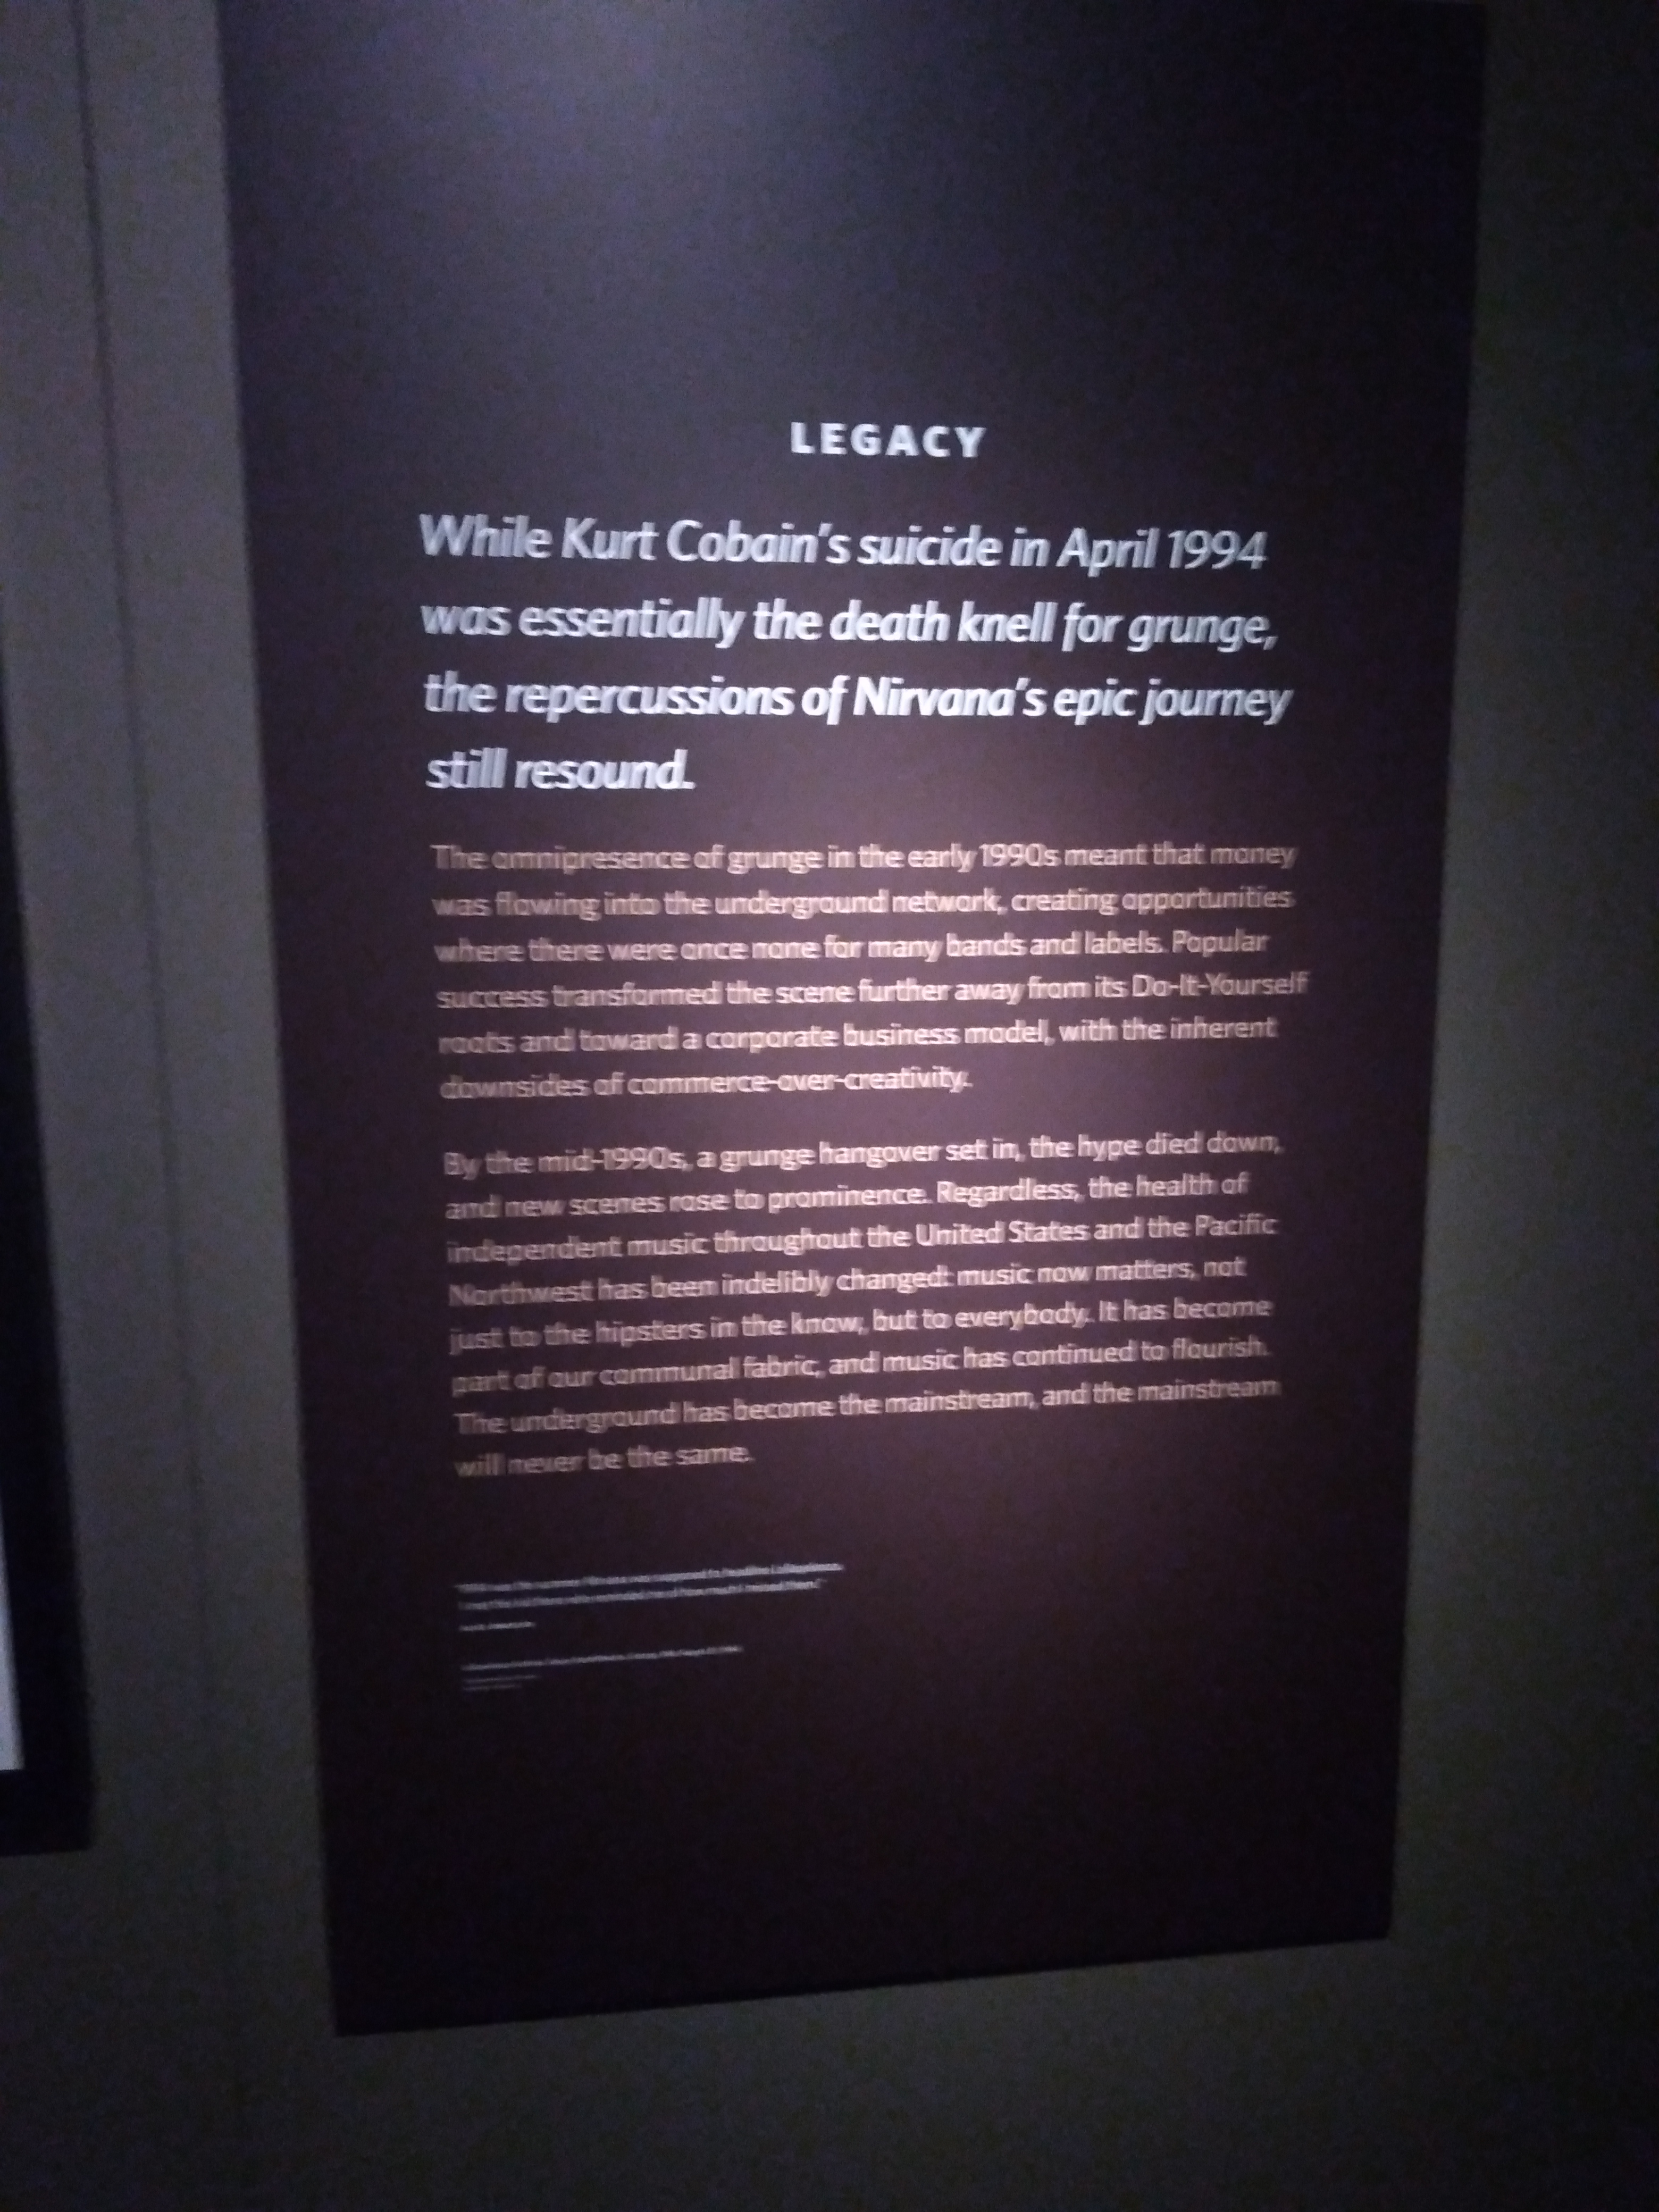 LEGACY
While Kurt Cobain's suicide in April 1994
was essentially the death knell for grunge,
the repercussions of Nirvana's epic journey
still resound.
The omnipresence of grunge in the early 1990s meant that money
was flowing into the underground network, creating opportunities
where there were once none for many bands and labels. Popular
success transformed the scene further away from its Do-It-Yourself
roots and toward a corporate business model, with the inherent
downsides of commerce-over-creativity.
By the mid-1990s, a grunge hangover set in, the hype died down,
and new scenes rose to prominence. Regardless, the health of
independent music throughout the United States and the Pacific
Northwest has been indelibly changed: music now matters, not
just to the hipsters in the know, but to everybody. It has become
part of our communal fabric, and music has continued to flourish.
The underground has become the mainstream, and the mainstream
will never be the same.